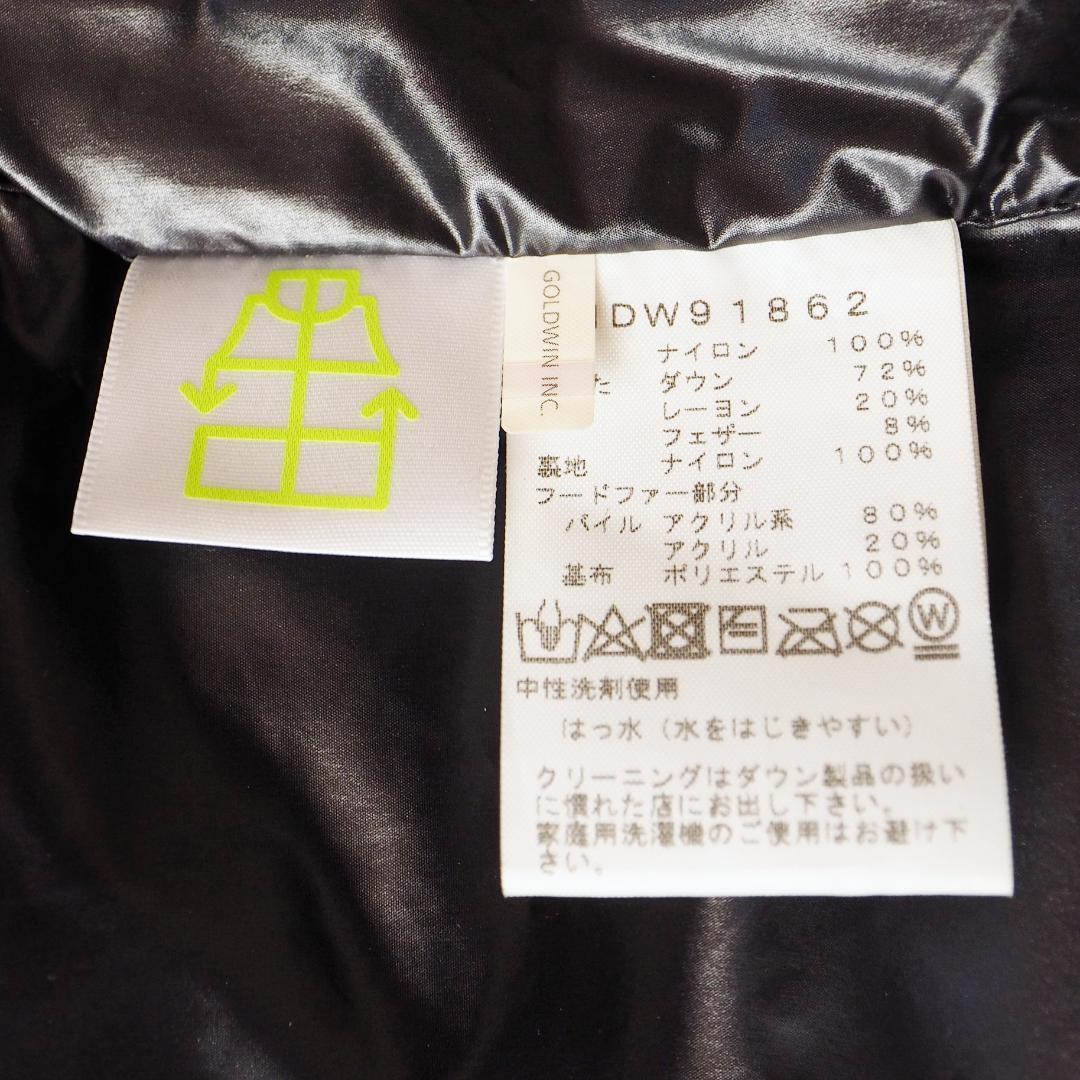 GOLDWIN INC
DW91862
ナイロン 100%
た ダウン 72%
レーヨン 20%
フェザー 8%
裏地 ナイロン 100%
フードファー部分
パイル アクリル系 80%
アクリル 20%
基布 ポリエステル 100%
W
中性洗剤使用
はっ水（水をはじきやすい）
クリーニングはダウン製品の扱い
に慣れた店にお出し下さい。
家庭用洗濯機のご使用はお避け下
さい。